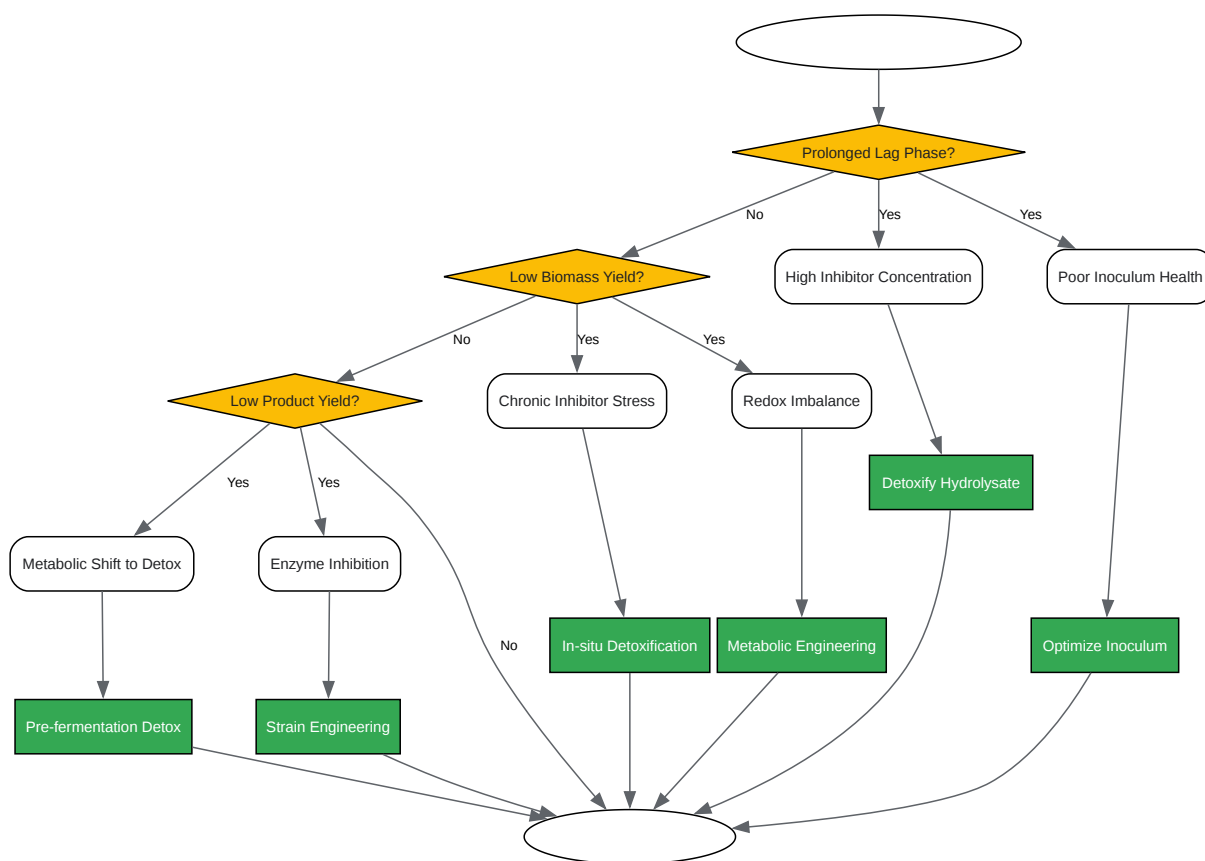 Prolonged Lag Phase?
No
Yes
Yes
Low Biomass Yield?
High Inhibitor Concentration
Poor Inoculum Health
No
Yes
Yes
Low Product Yield?
Chronic Inhibitor Stress
Redox Imbalance
Yes
Yes
Detoxify Hydrolysate
Metabolic Shift to Detox
Enzyme Inhibition
No
In-situ Detoxification
Metabolic Engineering
Optimize Inoculum
Pre-fermentation Detox
Strain Engineering